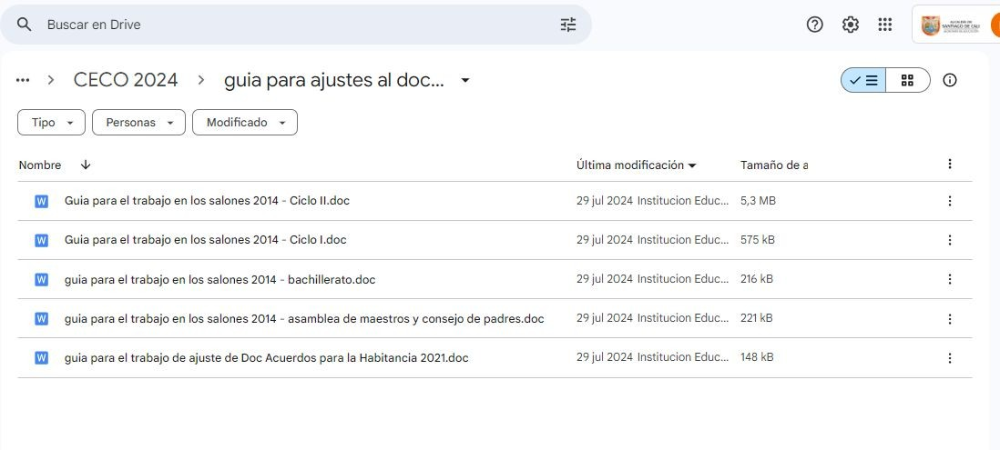 Buscar en Drive
ALCALDÍA DE
SANTIAGO DE CALI
CECO 2024
guia para ajustes al doc...
Tipo
Personas
Modificado
Nombre
Última modificación
Tamaño de a
Guia para el trabajo en los salones 2014 - Ciclo II.doc
29 jul 2024 Institucion Educ...
5,3 MB
Guia para el trabajo en los salones 2014 - Ciclo I.doc
29 jul 2024 Institucion Educ...
575 kB
guia para el trabajo en los salones 2014 - bachillerato.doc
29 jul 2024 Institucion Educ...
216 kB
guia para el trabajo en los salones 2014 - asamblea de maestros y consejo de padres.doc
29 jul 2024 Institucion Educ...
221 kB
guia para el trabajo de ajuste de Doc Acuerdos para la Habitancia 2021.doc
29 jul 2024 Institucion Educ...
148 kB